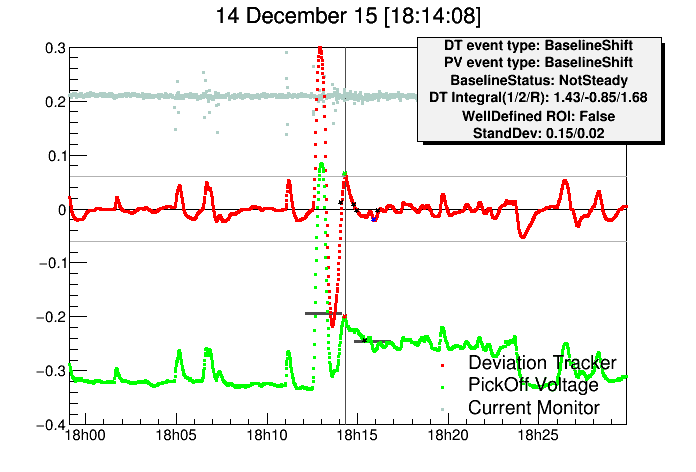 14 December 15 [18:14:08]
DT event type: BaselineShift
PV event type: BaselineShift
BaselineStatus: NotSteady
DT Integral(1/2/R): 1.43/-0.85/1.68
WellDefined ROI: False
StandDev: 0.15/0.02
0.3
0.2
0.1
0
−0.1
−0.2
−0.3
−0.4
Deviation Tracker
PickOff Voltage
Current Monitor
18h00 18h05 18h10 18h15 18h20 18h25